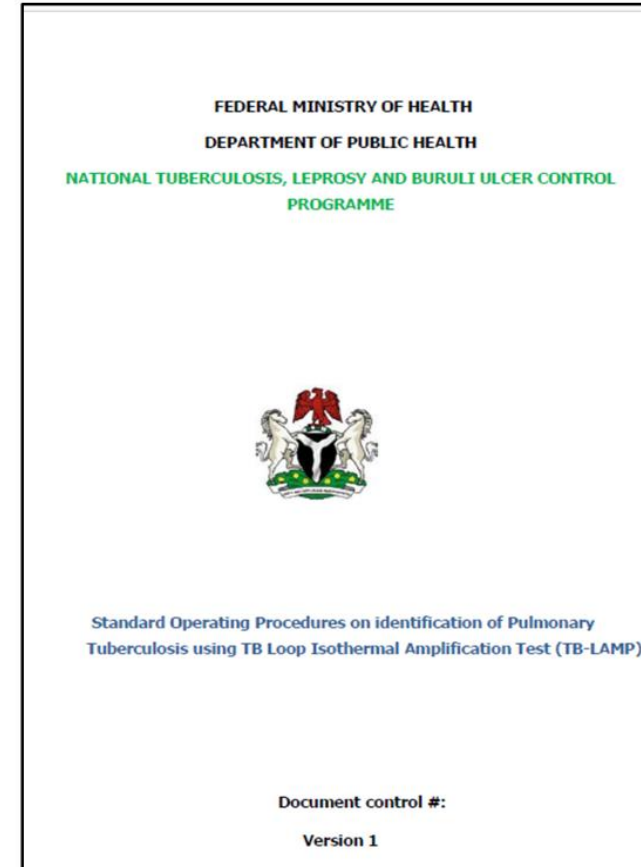 FEDERAL MINISTRY OF HEALTH
DEPARTMENT OF PUBLIC HEALTH
NATIONAL TUBERCULOSIS, LEPROSY AND BURULI ULCER CONTROL
PROGRAMME
Standard Operating Procedures on identification of Pulmonary
Tuberculosis using TB Loop Isothermal Amplification Test (TB-LAMP)
Document control #:
Version 1